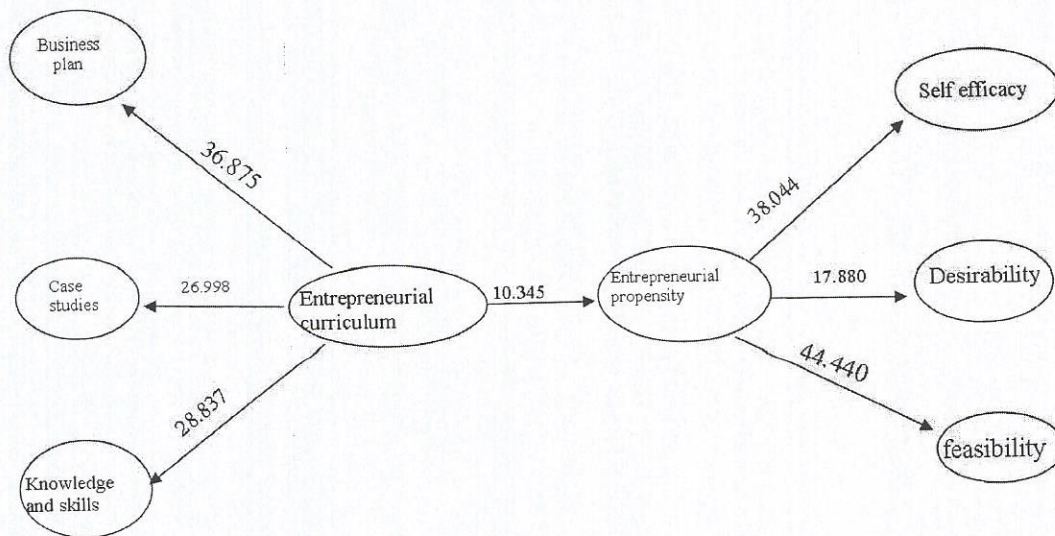 Business
plan
Self efficacy
36.875
38.044
Case
studies
26.998
Entrepreneurial
curriculum
10.345
Entrepreneurial
propensity
17.880
Desirability
44.440
28.837
feasibility
Knowledge
and skills